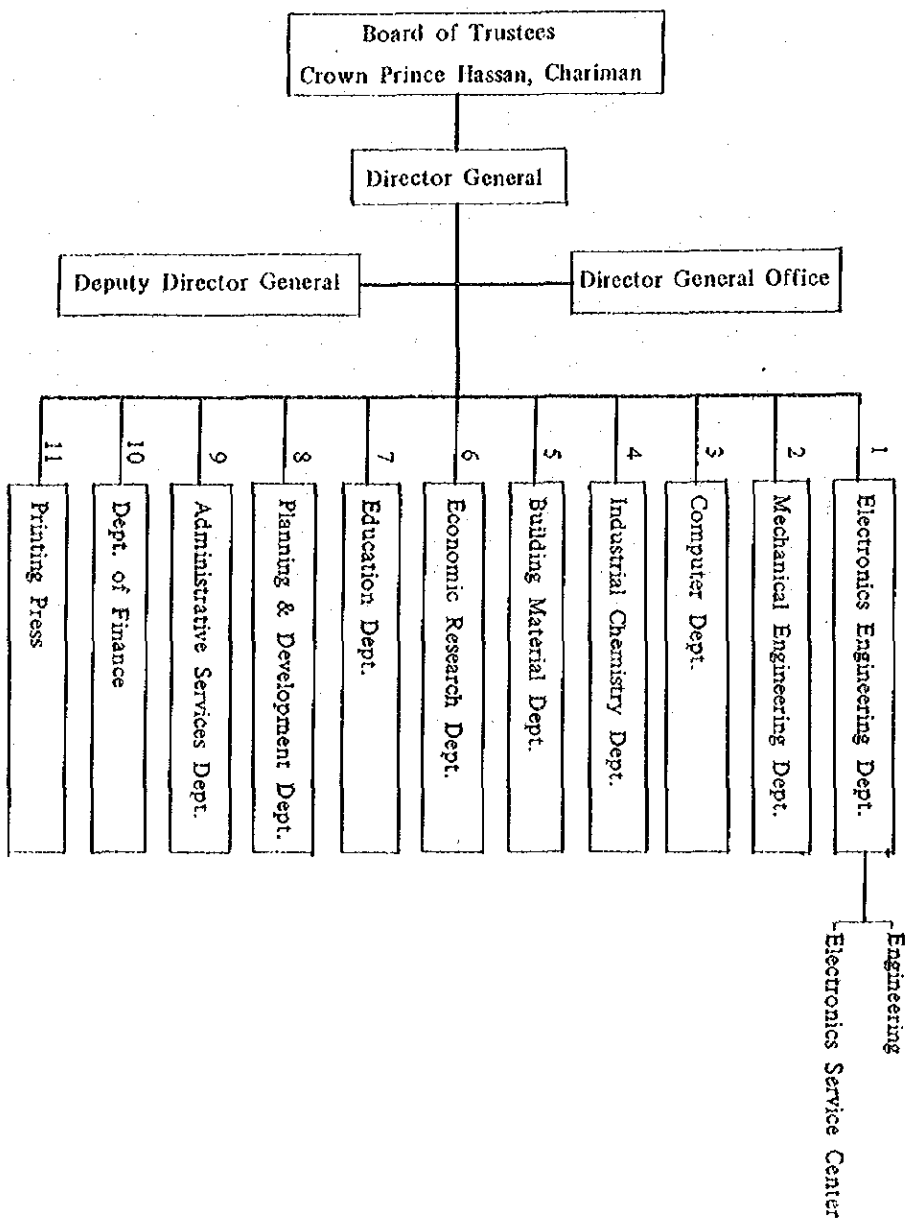 Board of Trustees
Crown Prince Hassan, Chariman
Director General
Deputy Director General
Director General Office
1
Electronics Engineering Dept.
2
Mechanical Engineering Dept.
3
Computer Dept.
4
Industrial Chemistry Dept.
5
Building Material Dept.
6
Economic Research Dept.
7
Education Dept.
8
Planning & Development Dept.
9
Administrative Services Dept.
10
Dept. of Finance
11
Printing Press
Engineering
Electronics Service Center